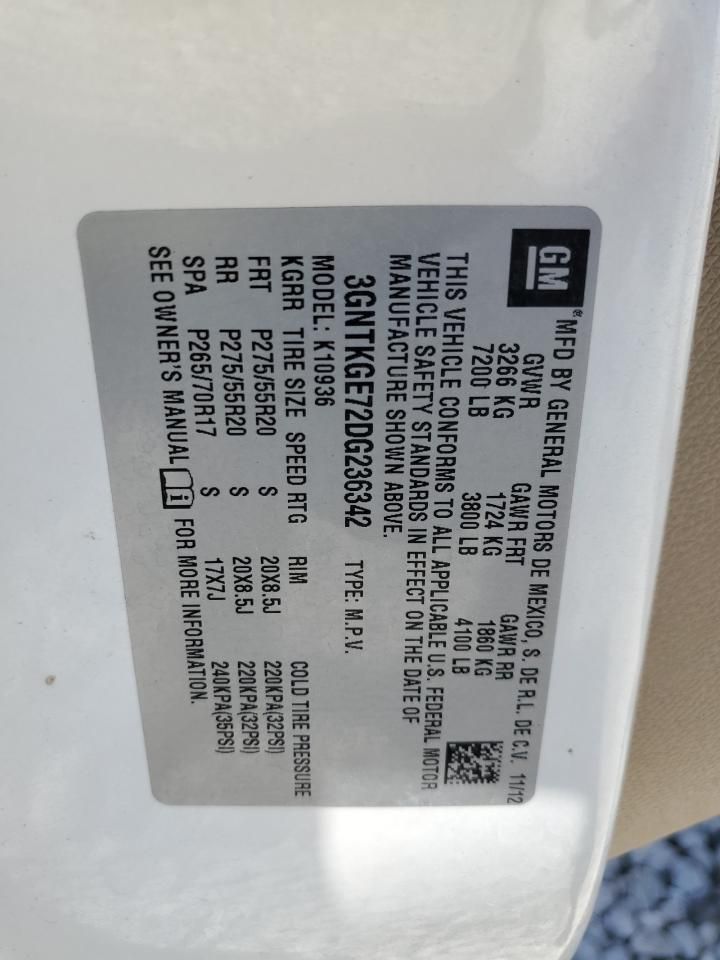 GM ® MFD BY GENERAL MOTORS DE MEXICO, S. DE R.L. DE C.V. 11/12
GVWR GAWR FRT GAWR RR
3266 KG 1724 KG 1860 KG
7200 LB 3800 LB 4100 LB
THIS VEHICLE CONFORMS TO ALL APPLICABLE U.S. FEDERAL MOTOR
VEHICLE SAFETY STANDARDS IN EFFECT ON THE DATE OF
MANUFACTURE SHOWN ABOVE.
3GNTKGE72DG236342 TYPE: M.P.V.
MODEL: K10936
KGRR TIRE SIZE SPEED RTG RIM COLD TIRE PRESSURE
FRT P275/55R20 S 20X8.5J 220KPA(32PSI)
RR P275/55R20 S 20X8.5J 220KPA(32PSI)
SPA P265/70R17 S 17X7J 240KPA(35PSI)
SEE OWNER'S MANUAL FOR MORE INFORMATION.